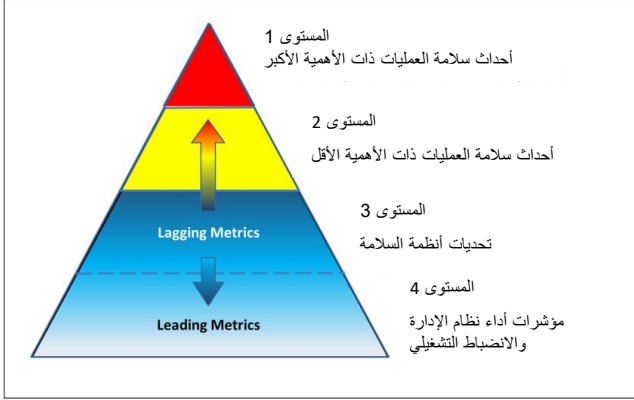 المستوى 1
أحداث سلامة العمليات ذات الأهمية الأكبر
المستوى 2
أحداث سلامة العمليات ذات الأهمية الأقل
المستوى 3
Lagging Metrics
تحديات أنظمة السلامة
المستوى 4
Leading Metrics
مؤشرات أداء نظام الإدارة
والانضباط التشغيلي